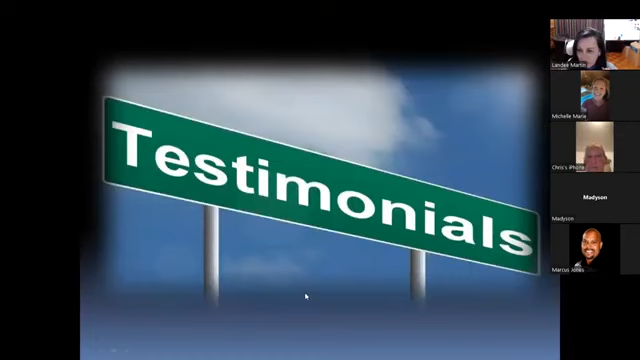 Testimonials
Landee Martin
Michelle Marie
Chris's iPhone
Madyson
Madyson
Marcus Jones